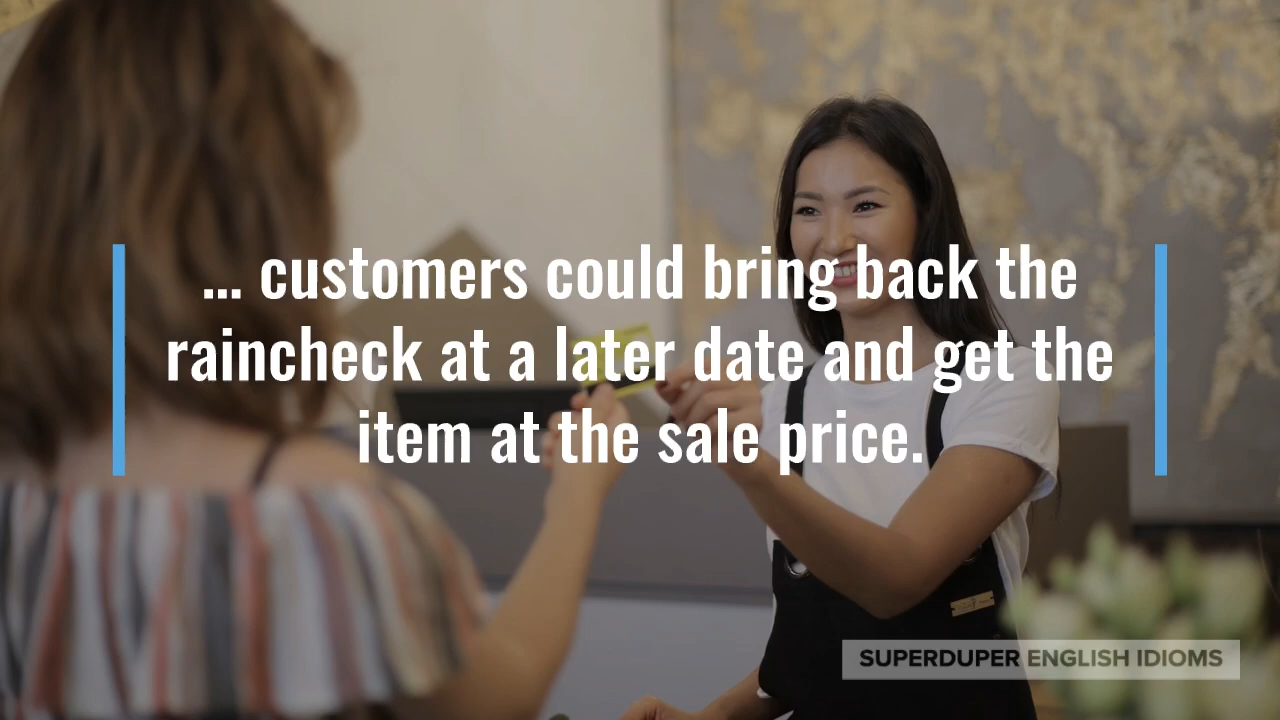 ... customers could bring back the
raincheck at a later date and get the
item at the sale price.
SUPERDUPER ENGLISH IDIOMS